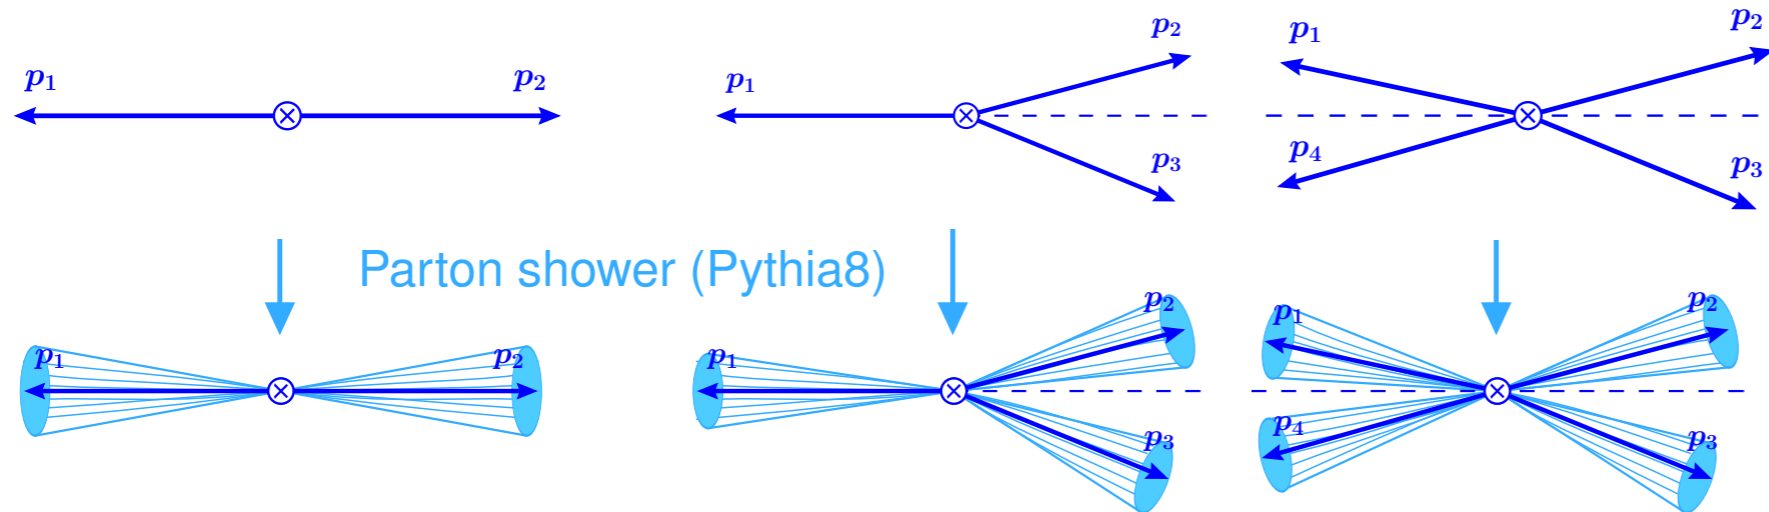 p₁ p₂
p₁ p₂ p₃
p₁ p₂ p₄ p₃
Parton shower (Pythia8)
p₁ p₂
p₁ p₂ p₃
p₁ p₂ p₄ p₃